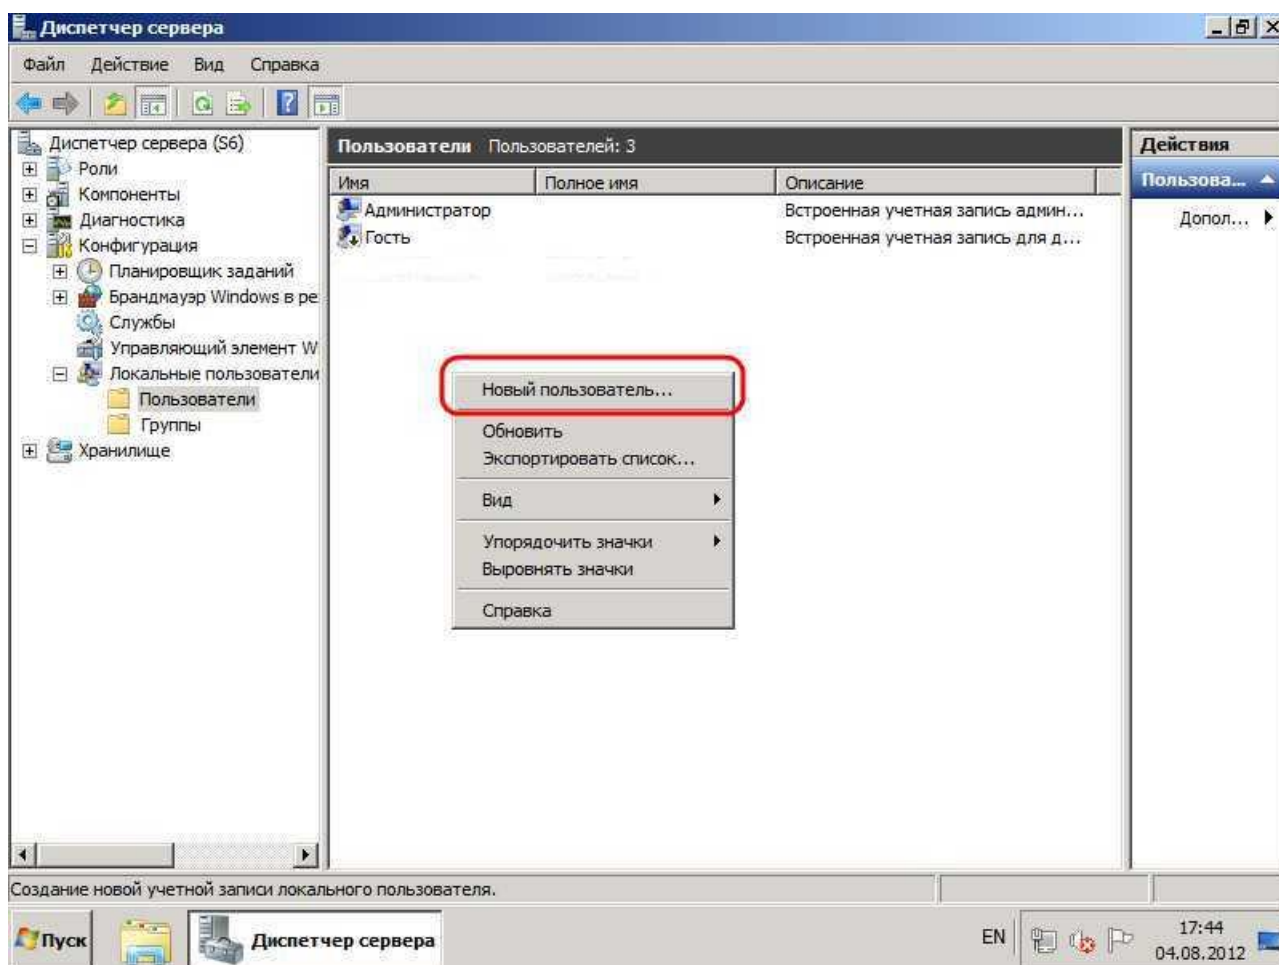 Диспетчер сервера
Файл Действие Вид Справка
Диспетчер сервера (S6)
Роли
Компоненты
Диагностика
Конфигурация
Планировщик заданий
Брандмауэр Windows в ре
Службы
Управляющий элемент W
Локальные пользователи
Пользователи
Группы
Хранилище
Пользователи Пользователей: 3
Имя Полное имя Описание
Администратор Встроенная учетная запись админ...
Гость Встроенная учетная запись для д...
Новый пользователь...
Обновить
Экспортировать список...
Вид
Упорядочить значки
Выровнять значки
Справка
Действия
Пользова...
Допол...
Создание новой учетной записи локального пользователя.
Пуск
Диспетчер сервера
EN
17:44
04.08.2012